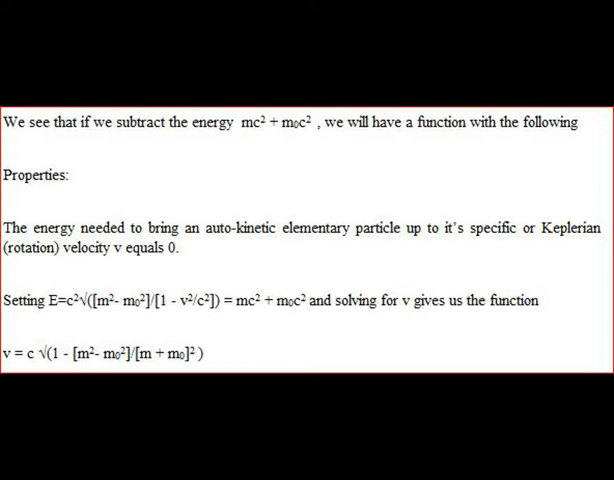 We see that if we subtract the energy mc² + m₀c² , we will have a function with the following
Properties:
The energy needed to bring an auto-kinetic elementary particle up to it's specific or Keplerian
(rotation) velocity v equals 0.
Setting E=c²√([m²- m₀²]/[1 - v²/c²]) = mc² + m₀c² and solving for v gives us the function
v = c √(1 - [m²- m₀²]/[m + m₀]² )